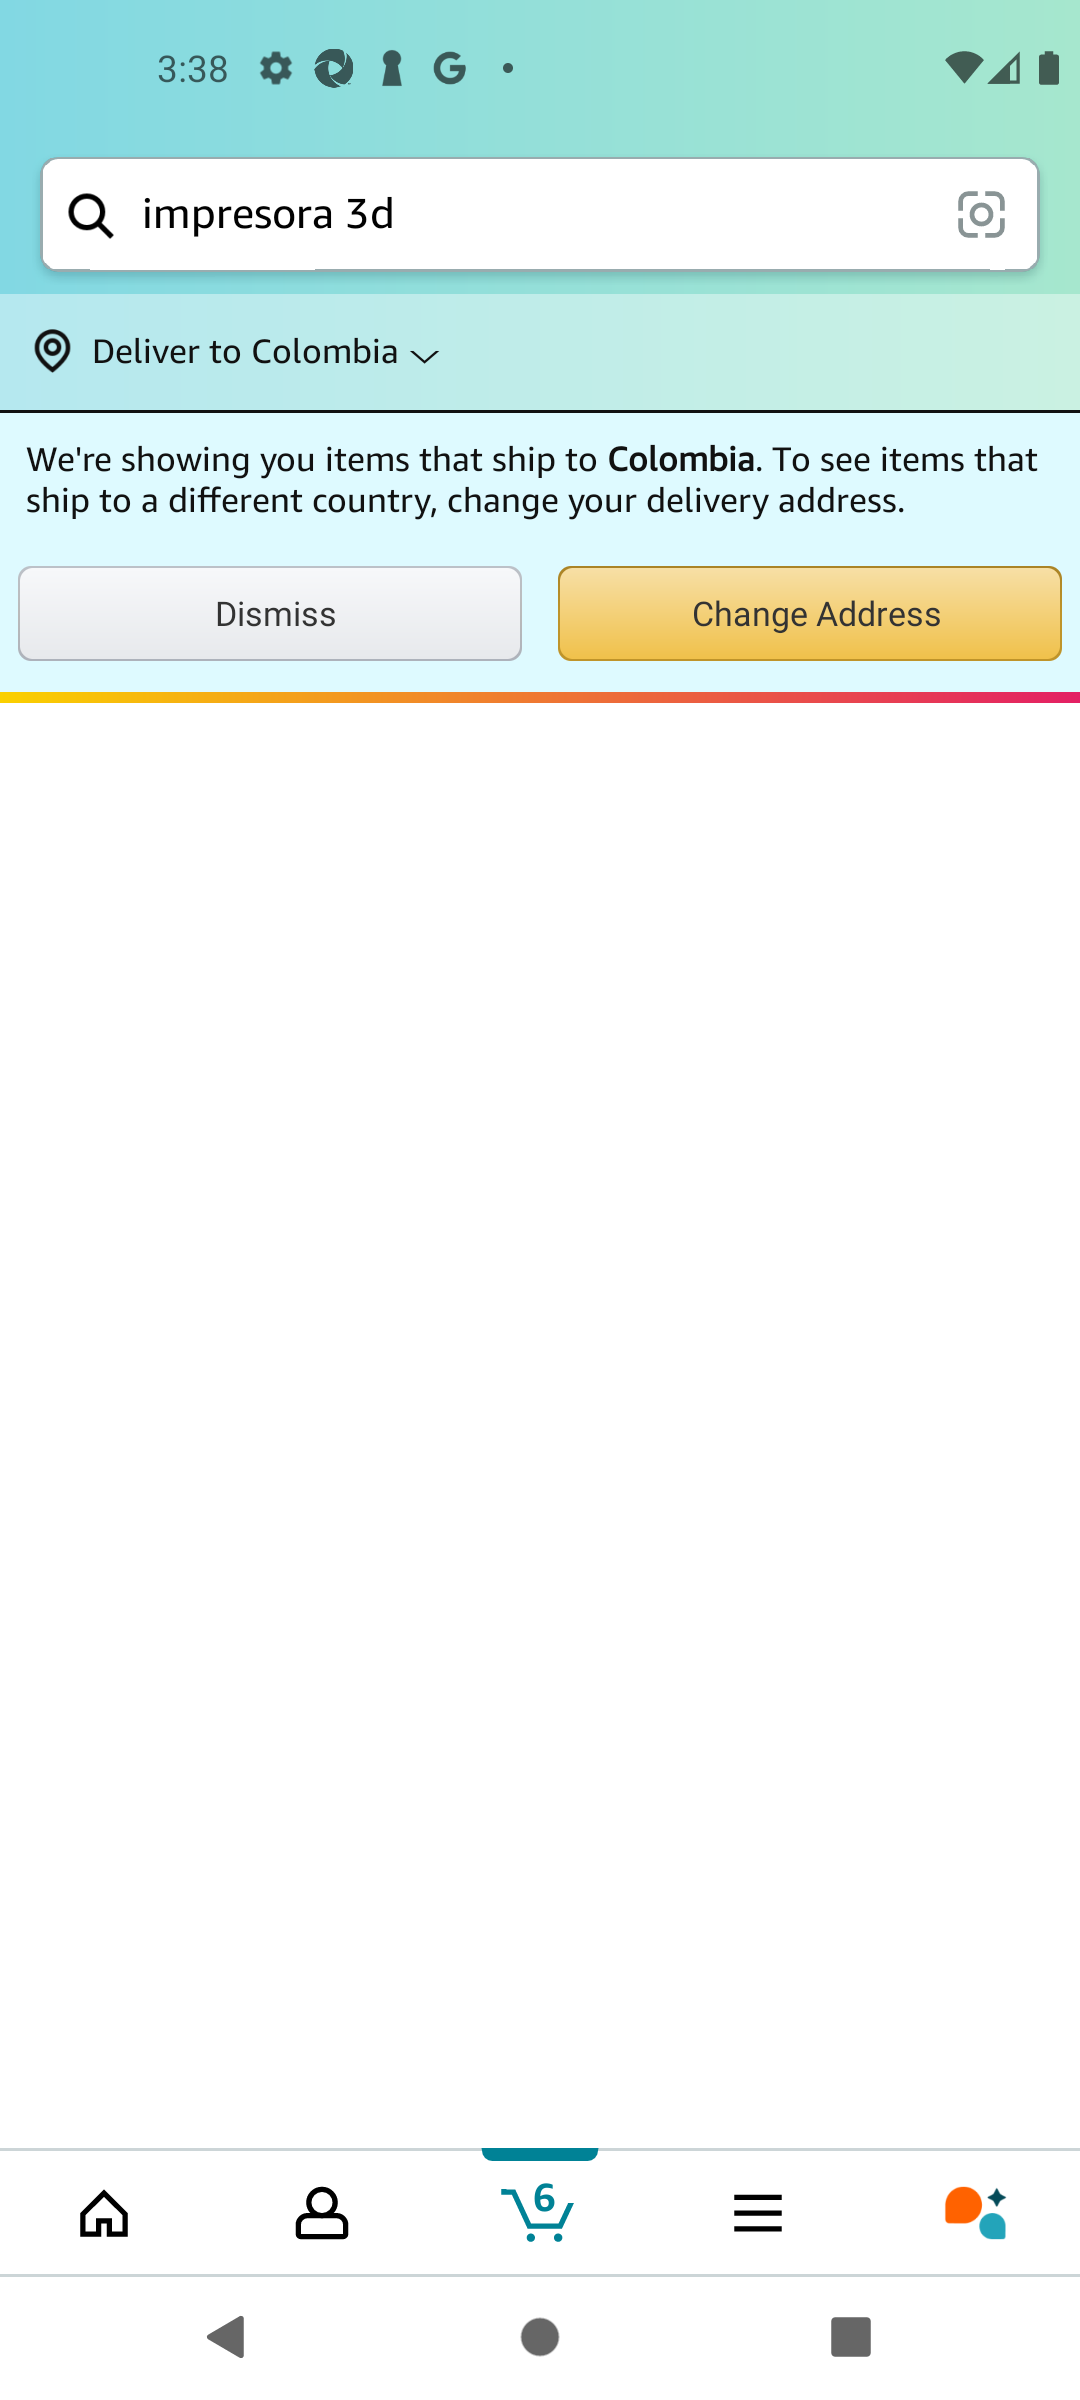 3:38
impresora 3d
Deliver to Colombia
We're showing you items that ship to Colombia. To see items that
ship to a different country, change your delivery address.
Dismiss
Change Address
6